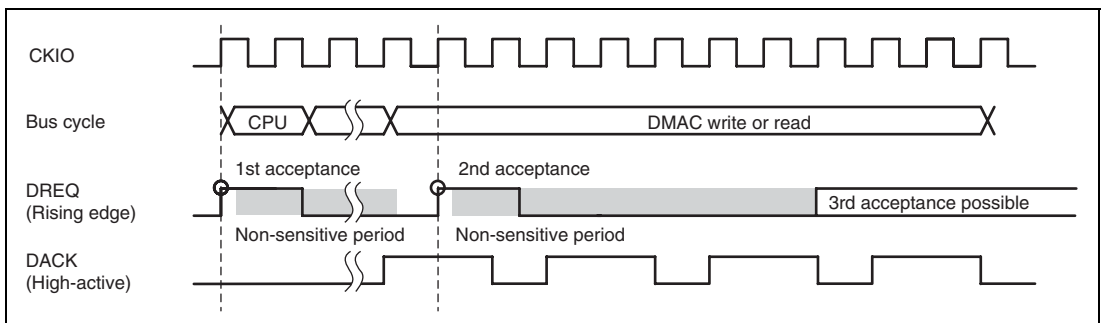 CKIO
Bus cycle
CPU
DMAC write or read
1st acceptance
2nd acceptance
DREQ
(Rising edge)
3rd acceptance possible
Non-sensitive period
Non-sensitive period
DACK
(High-active)